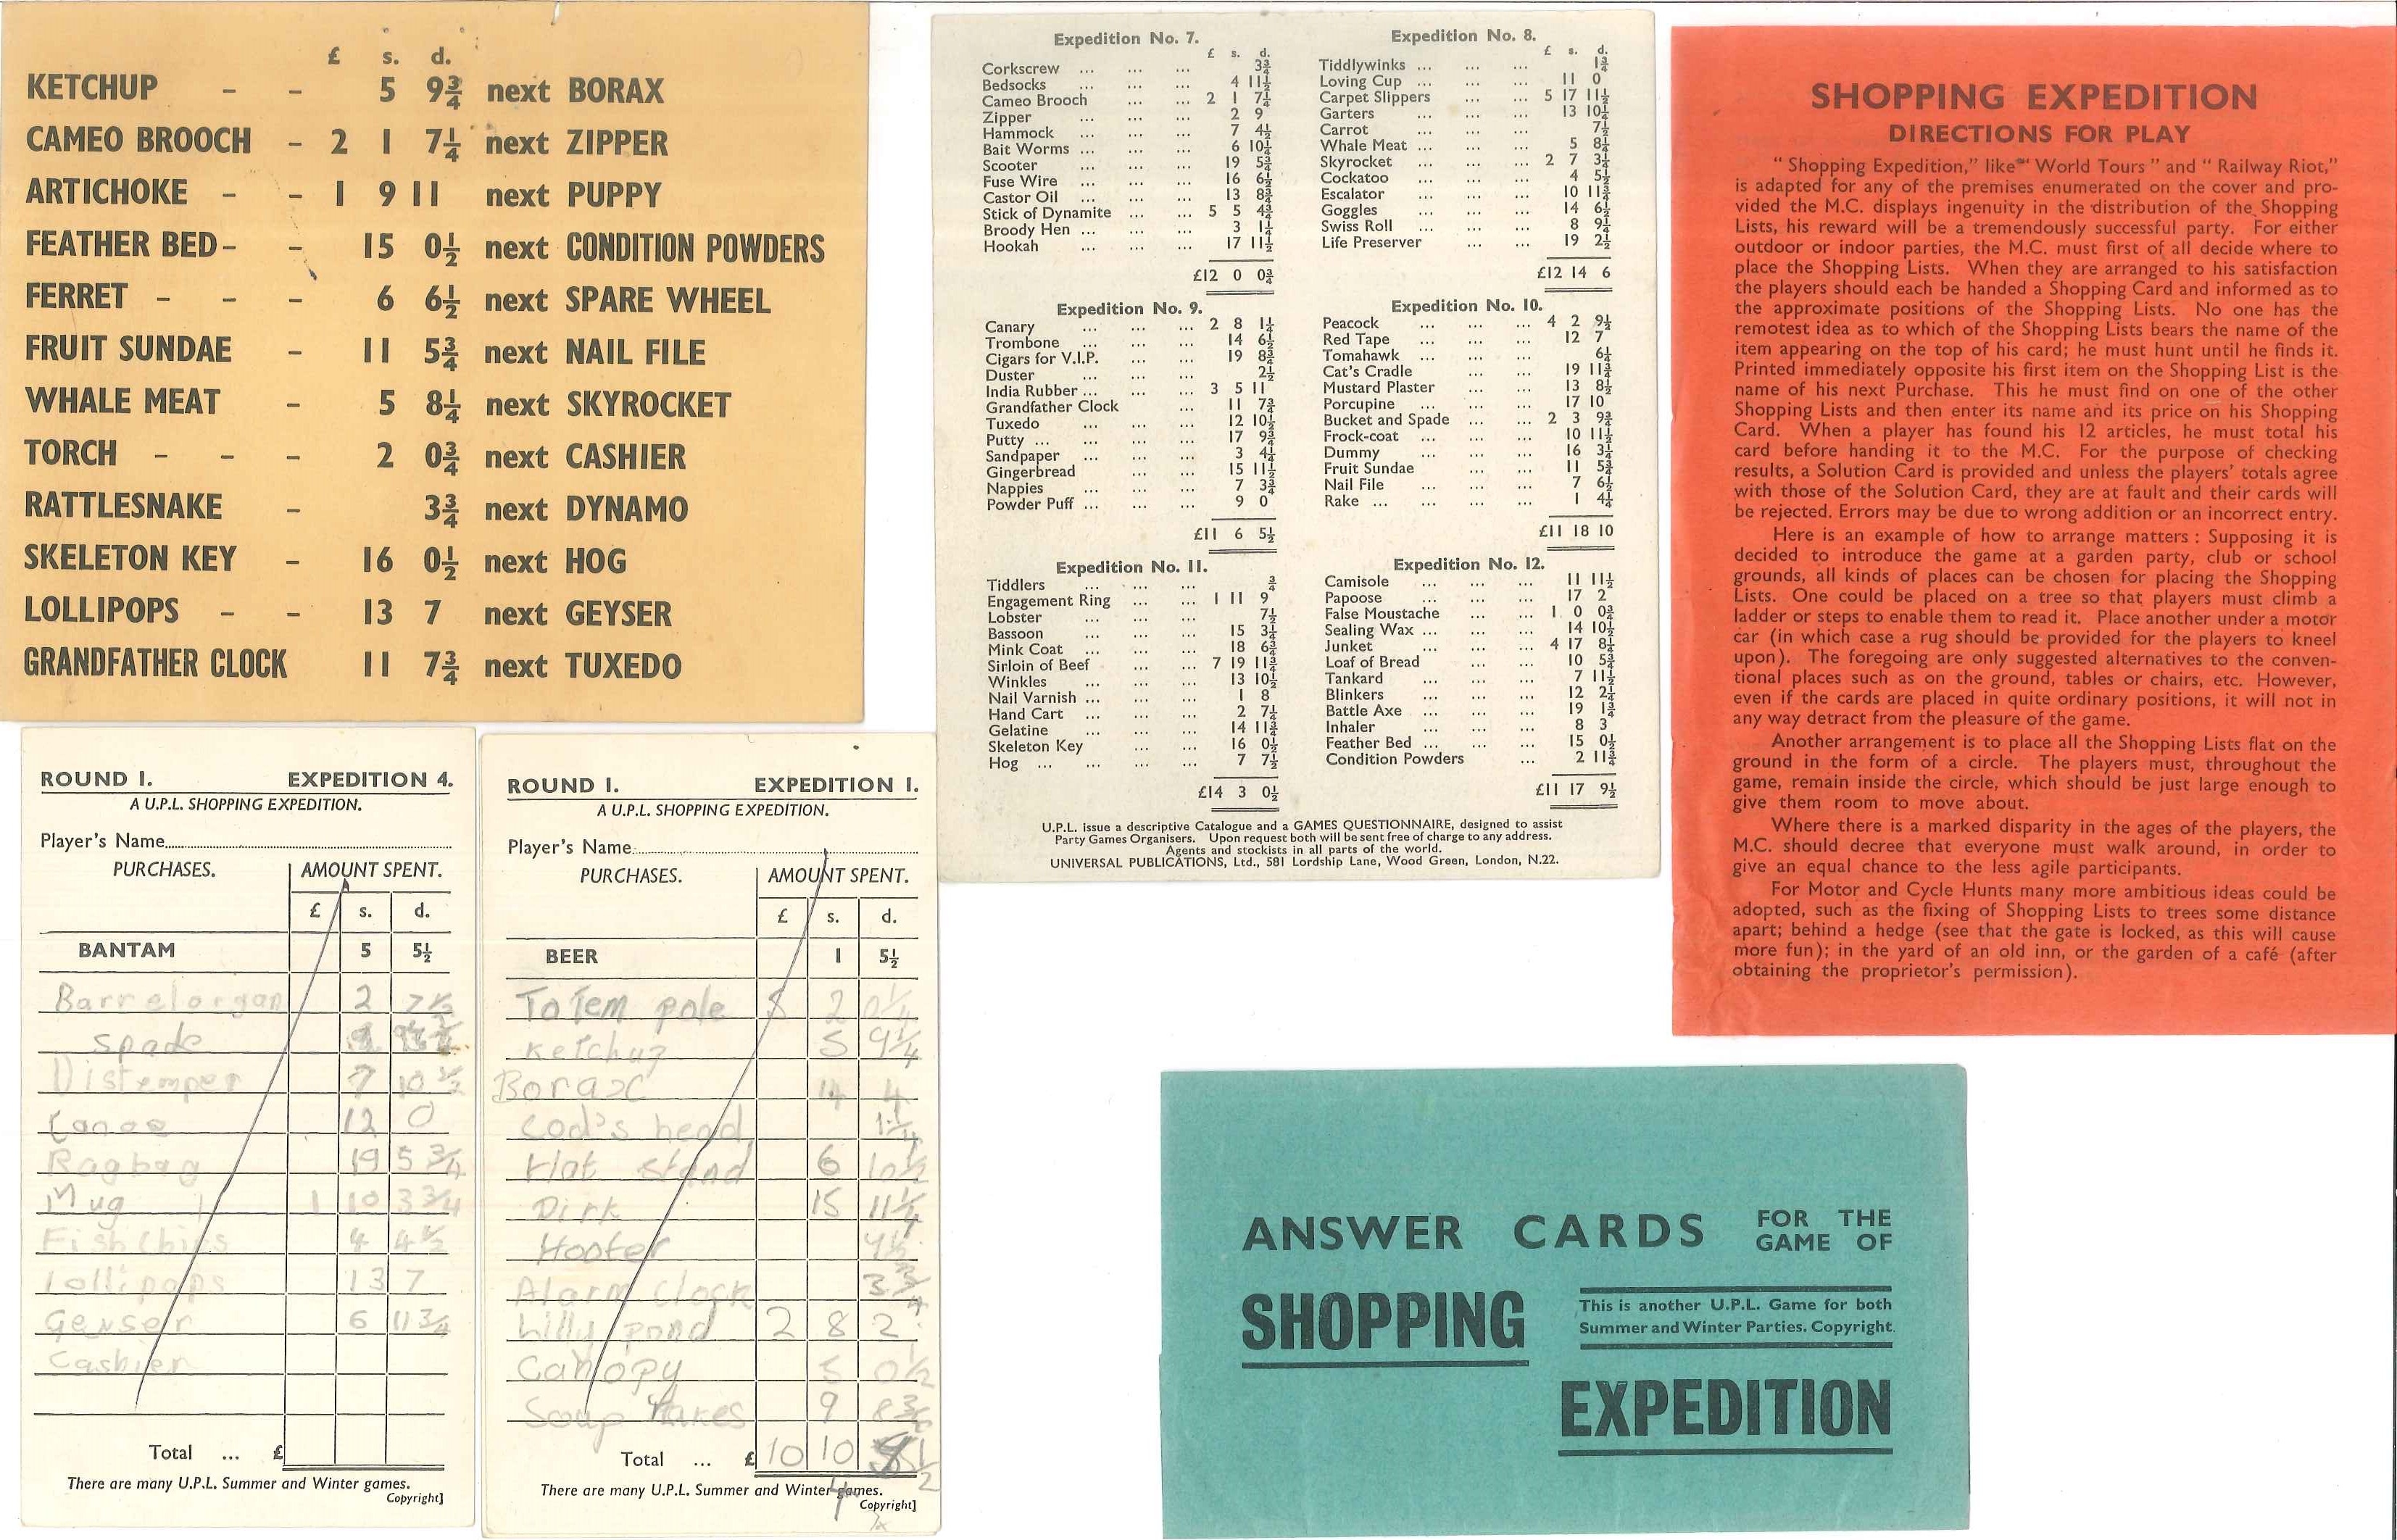 £ s. d.
KETCHUP - - 5 9¾ next BORAX
CAMEO BROOCH - 2 1 7¼ next ZIPPER
ARTICHOKE - - 1 9 11 next PUPPY
FEATHER BED - - 15 0½ next CONDITION POWDERS
FERRET - - - 6 6½ next SPARE WHEEL
FRUIT SUNDAE - 11 5¾ next NAIL FILE
WHALE MEAT - 5 8¼ next SKYROCKET
TORCH - - - 2 0¾ next CASHIER
RATTLESNAKE - 3¾ next DYNAMO
SKELETON KEY - 16 0½ next HOG
LOLLIPOPS - - 13 7 next GEYSER
GRANDFATHER CLOCK 11 7¾ next TUXEDO
ROUND 1. EXPEDITION 4.
A U.P.L. SHOPPING EXPEDITION.
Player's Name
PURCHASES. AMOUNT SPENT.
£ s. d.
BANTAM 5 5½
Barrel organ 2 7½
Spade
Distemper 7 10½
Canoe 12 0
Ragbag 19 5¾
Mug 1 10 3¾
Fish Chips 4 4½
Lollipops 13 7
Genser 6 11¾
Cashier
Total ... £
There are many U.P.L. Summer and Winter games.
Copyright]
ROUND 1. EXPEDITION 1.
A U.P.L. SHOPPING EXPEDITION.
Player's Name
PURCHASES. AMOUNT SPENT.
£ s. d.
BEER 1 5½
Totem pole 2 0¼
Ketchup 5 9¼
Borax 14 4
Cod's head 1¼
Hat stand 6 10½
Dirk 15 11¼
Hooter
Alarm clock 3¾
Lilly pond 2 8 2
Canopy 5 0½
Soup 9 8¾
Total ... £ 10 10
There are many U.P.L. Summer and Winter games.
Copyright]
Expedition No. 7.
£ s. d.
Corkscrew ... ... ... 3¾
Bedsocks ... ... ... 4 11½
Cameo Brooch ... ... 2 1 7¼
Zipper ... ... ... 2 9
Hammock ... ... ... 7 4½
Bait Worms ... ... ... 6 10½
Scooter ... ... ... 19 5¾
Fuse Wire ... ... ... 16 6½
Castor Oil ... ... ... 13 8¾
Stick of Dynamite ... ... 5 5 4¾
Broody Hen ... ... ... 3 1½
Hookah ... ... ... 17 11½
£12 0 0¾
Expedition No. 8.
£ s. d.
Tiddlywinks ... ... ... 1¾
Loving Cup ... ... ... 11 0
Carpet Slippers ... ... 5 17 11½
Garters ... ... ... 13 10½
Carrot ... ... ... 7½
Whale Meat ... ... ... 5 8¼
Skyrocket ... ... ... 2 7 3¼
Cockatoo ... ... ... 4 5½
Escalator ... ... ... 10 11¾
Goggles ... ... ... 14 6½
Swiss Roll ... ... ... 8 9¼
Life Preserver ... ... 19 2½
£12 14 6
Expedition No. 9.
Canary ... ... ... 2 8 1¼
Trombone ... ... ... 14 6½
Cigars for V.I.P. ... ... 19 8¾
Duster ... ... ... 2½
India Rubber ... ... ... 3 5 11
Grandfather Clock ... 11 7¾
Tuxedo ... ... ... 12 10½
Putty ... ... ... ... 17 9¾
Sandpaper ... ... ... 3 4¼
Gingerbread ... ... 15 11½
Nappies ... ... ... 7 3¾
Powder Puff ... ... ... 9 0
£11 6 5½
Expedition No. 10.
Peacock ... ... ... 4 2 9½
Red Tape ... ... ... 12 7
Tomahawk ... ... ... 6¼
Cat's Cradle ... ... ... 19 11¾
Mustard Plaster ... ... 13 8½
Porcupine ... ... ... 17 10
Bucket and Spade ... ... 2 3 9¾
Frock-coat ... ... ... 10 11½
Dummy ... ... ... 16 3¼
Fruit Sundae ... ... 11 5¾
Nail File ... ... ... 7 6½
Rake ... ... ... ... 1 4¼
£11 18 10
Expedition No. 11.
Tiddlers ... ... ... ¾
Engagement Ring ... ... 1 11 9
Lobster ... ... ... 7½
Bassoon ... ... ... 15 3¼
Mink Coat ... ... ... 18 6¾
Sirloin of Beef ... ... 7 19 11¾
Winkles ... ... ... 13 10½
Nail Varnish ... ... ... 1 8
Hand Cart ... ... ... 2 7¼
Gelatine ... ... ... 14 11¾
Skeleton Key ... ... 16 0½
Hog ... ... ... ... 7 7½
£14 3 0½
Expedition No. 12.
Camisole ... ... ... 11 11½
Papoose ... ... ... 17 2
False Moustache ... ... 1 0 0¾
Sealing Wax ... ... ... 14 10½
Junket ... ... ... 4 17 8¼
Loaf of Bread ... ... 10 5¾
Tankard ... ... ... 7 11½
Blinkers ... ... ... 12 2¼
Battle Axe ... ... ... 19 1¾
Inhaler ... ... ... 8 3
Feather Bed ... ... ... 15 0½
Condition Powders ... 2 11¾
£11 17 9½
U.P.L. issue a descriptive Catalogue and a GAMES QUESTIONNAIRE, designed to assist
Party Games Organisers. Upon request both will be sent free of charge to any address.
Agents and stockists in all parts of the world.
UNIVERSAL PUBLICATIONS, Ltd., 581 Lordship Lane, Wood Green, London, N.22.
SHOPPING EXPEDITION
DIRECTIONS FOR PLAY
"Shopping Expedition," like "World Tours" and "Railway Riot,"
is adapted for any of the premises enumerated on the cover and pro-
vided the M.C. displays ingenuity in the distribution of the Shopping
Lists, his reward will be a tremendously successful party. For either
outdoor or indoor parties, the M.C. must first of all decide where to
place the Shopping Lists. When they are arranged to his satisfaction
the players should each be handed a Shopping Card and informed as to
the approximate positions of the Shopping Lists. No one has the
remotest idea as to which of the Shopping Lists bears the name of the
item appearing on the top of his card; he must hunt until he finds it.
Printed immediately opposite his first item on the Shopping List is the
name of his next Purchase. This he must find on one of the other
Shopping Lists and then enter its name and its price on his Shopping
Card. When a player has found his 12 articles, he must total his
card before handing it to the M.C. For the purpose of checking
results, a Solution Card is provided and unless the players' totals agree
with those of the Solution Card, they are at fault and their cards will
be rejected. Errors may be due to wrong addition or an incorrect entry.
Here is an example of how to arrange matters : Supposing it is
decided to introduce the game at a garden party, club or school
grounds, all kinds of places can be chosen for placing the Shopping
Lists. One could be placed on a tree so that players must climb a
ladder or steps to enable them to read it. Place another under a motor
car (in which case a rug should be provided for the players to kneel
upon). The foregoing are only suggested alternatives to the conven-
tional places such as on the ground, tables or chairs, etc. However,
even if the cards are placed in quite ordinary positions, it will not in
any way detract from the pleasure of the game.
Another arrangement is to place all the Shopping Lists flat on the
ground in the form of a circle. The players must, throughout the
game, remain inside the circle, which should be just large enough to
give them room to move about.
Where there is a marked disparity in the ages of the players, the
M.C. should decree that everyone must walk around, in order to
give an equal chance to the less agile participants.
For Motor and Cycle Hunts many more ambitious ideas could be
adopted, such as the fixing of Shopping Lists to trees some distance
apart; behind a hedge (see that the gate is locked, as this will cause
more fun); in the yard of an old inn, or the garden of a café (after
obtaining the proprietor's permission).
ANSWER CARDS FOR THE
GAME OF
SHOPPING
This is another U.P.L. Game for both
Summer and Winter Parties. Copyright.
EXPEDITION